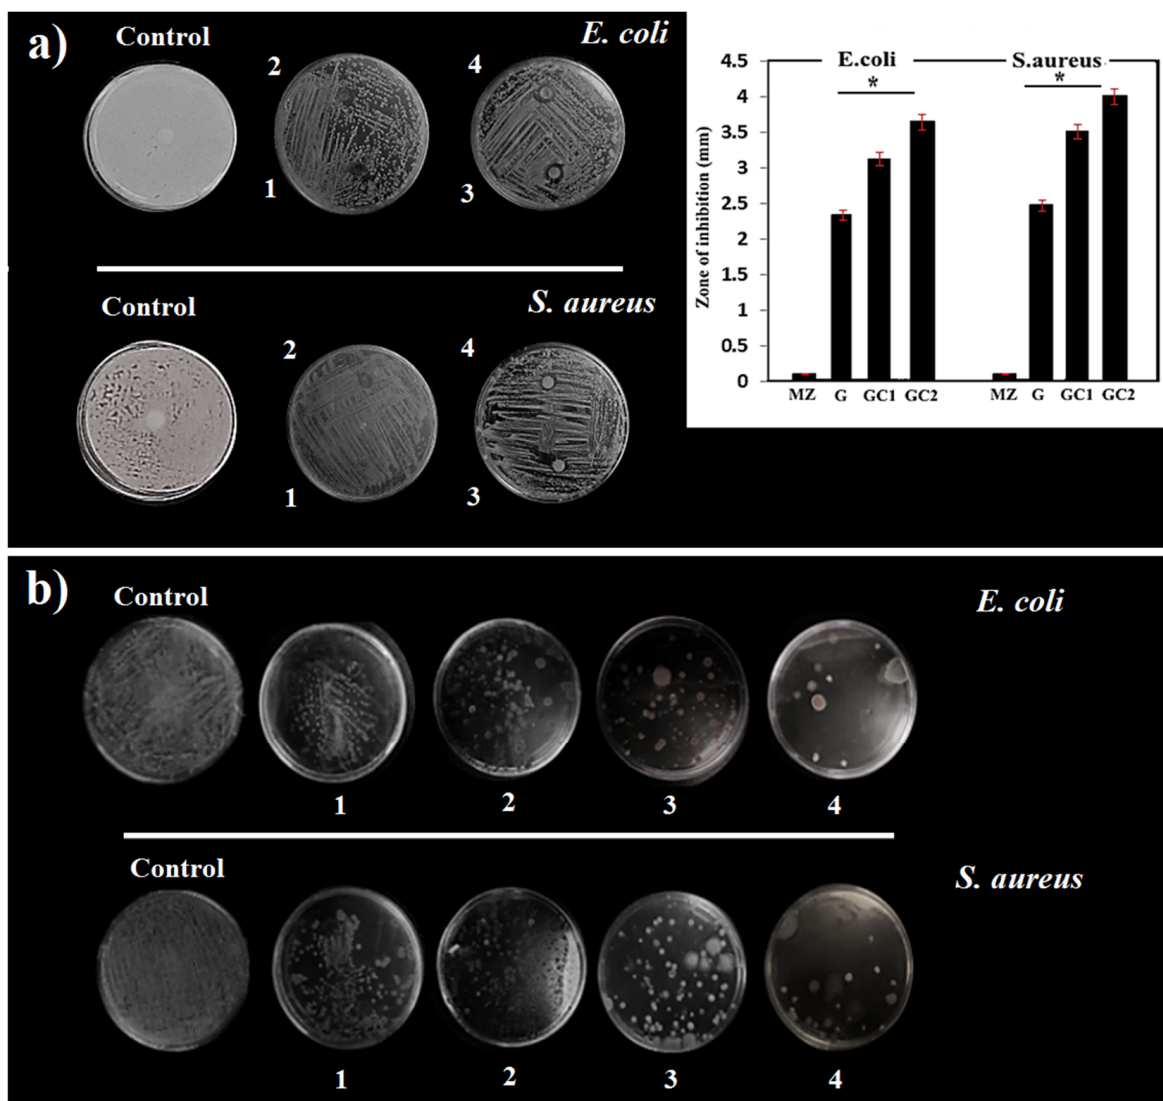 a)
Control
E. coli
2
4
1
3
Control
S. aureus
2
4
1
3
E.coli
S.aureus
*
*
Zone of inhibition (mm)
4.5
4
3.5
3
2.5
2
1.5
1
0.5
0
MZ G GC1 GC2 MZ G GC1 GC2
b)
Control
E. coli
1 2 3 4
Control
S. aureus
1 2 3 4